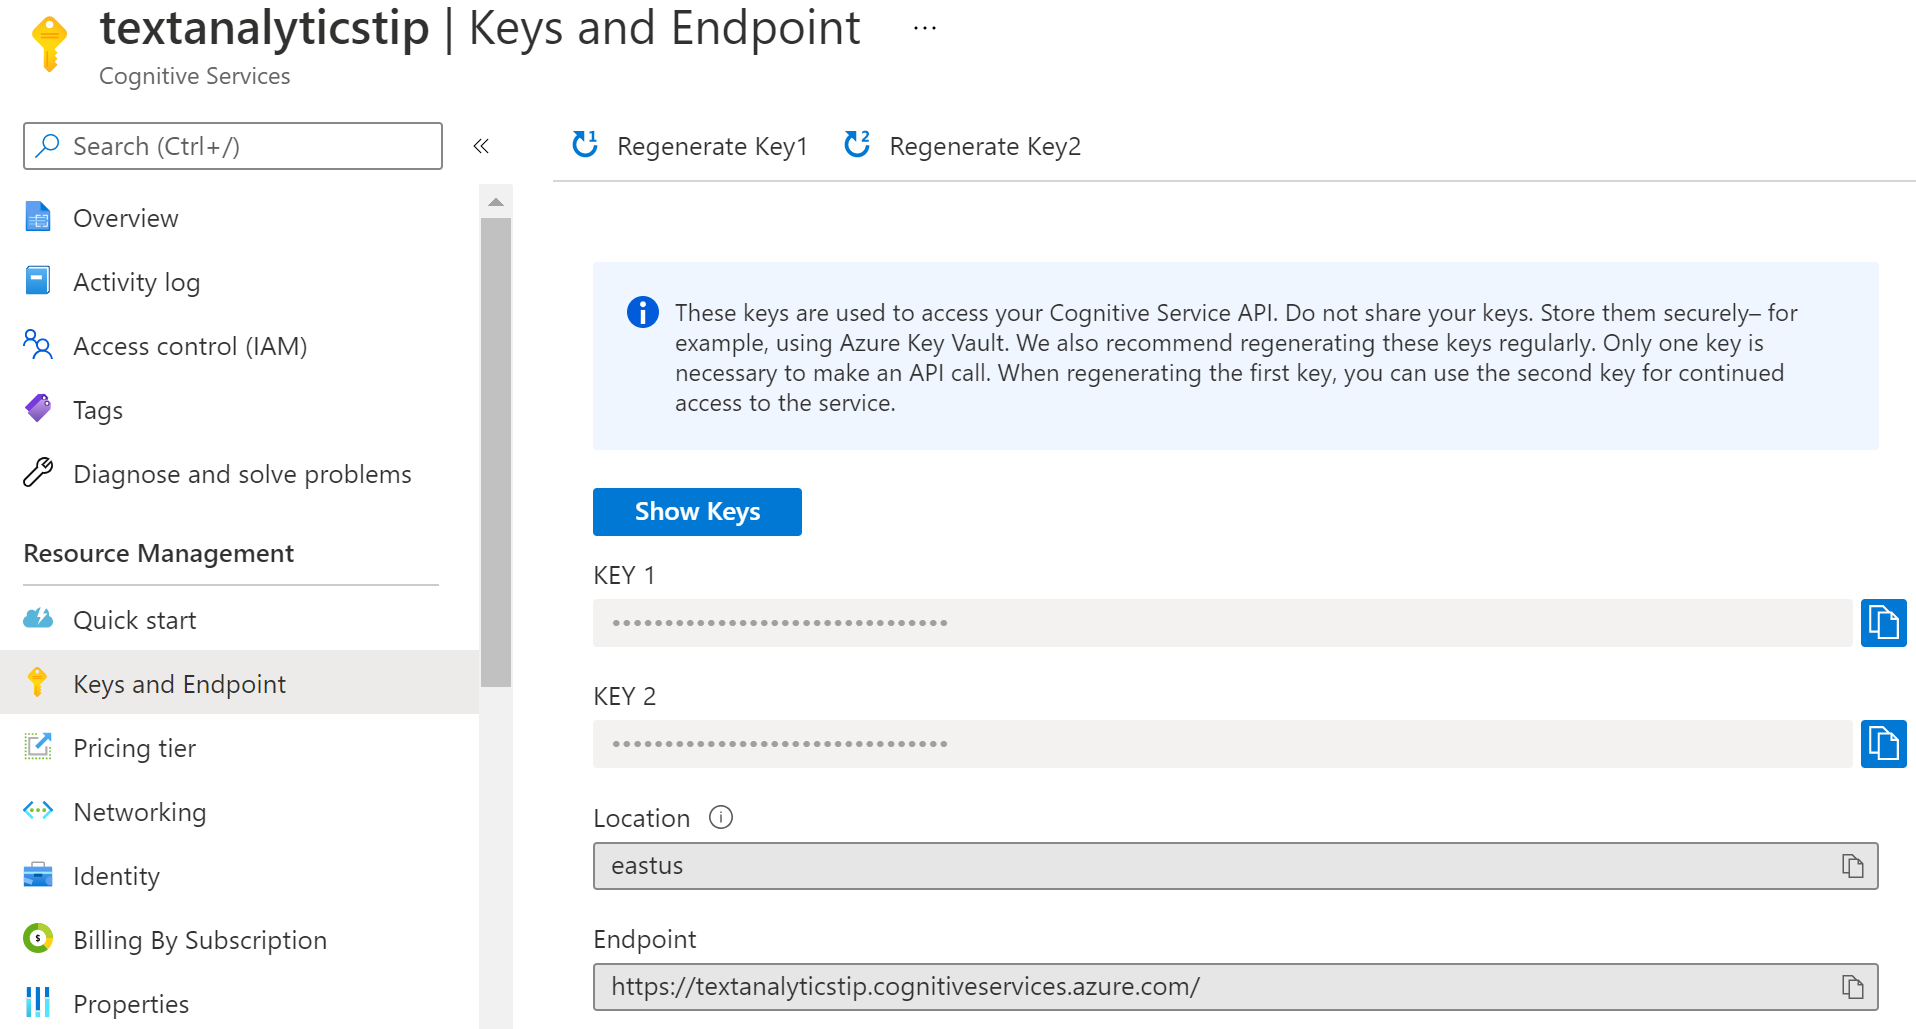 textanalyticstip | Keys and Endpoint ...
Cognitive Services
Search (Ctrl+/)
«
Overview
Activity log
Access control (IAM)
Tags
Diagnose and solve problems
Resource Management
Quick start
Keys and Endpoint
Pricing tier
Networking
Identity
Billing By Subscription
Properties
1 Regenerate Key1 2 Regenerate Key2
These keys are used to access your Cognitive Service API. Do not share your keys. Store them securely– for
example, using Azure Key Vault. We also recommend regenerating these keys regularly. Only one key is
necessary to make an API call. When regenerating the first key, you can use the second key for continued
access to the service.
Show Keys
KEY 1
••••••••••••••••••••••••••••••••
KEY 2
••••••••••••••••••••••••••••••••
Location
eastus
Endpoint
https://textanalyticstip.cognitiveservices.azure.com/